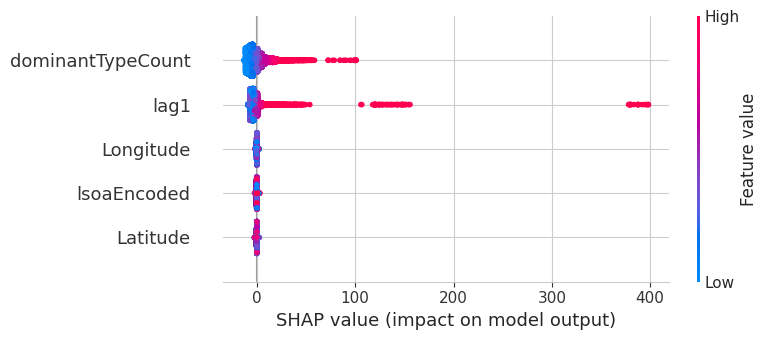 High
dominantTypeCount
lag1
Longitude
lsoaEncoded
Latitude
Feature value
Low
0 100 200 300 400
SHAP value (impact on model output)